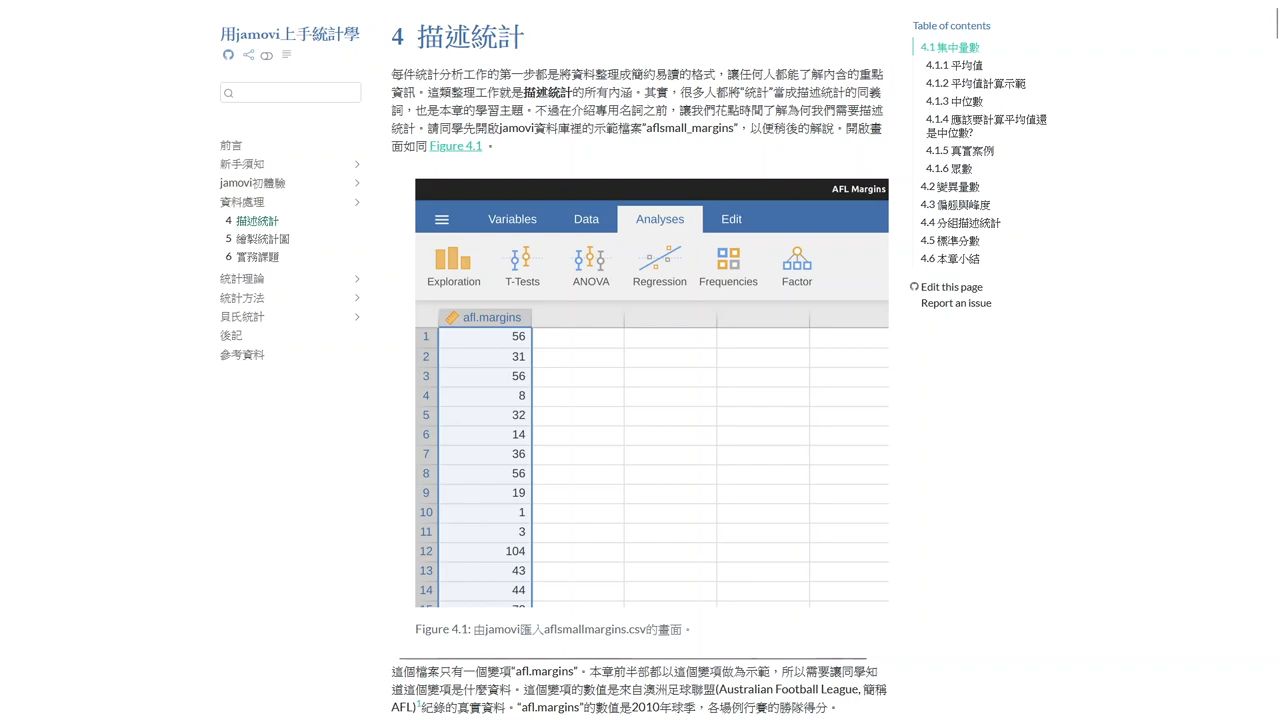 用jamovi上手統計學
前言
新手須知
jamovi初體驗
資料處理
4 描述統計
5 繪製統計圖
6 實務課題
統計理論
統計方法
貝氏統計
後記
參考資料
4 描述統計
每件統計分析工作的第一步都是將資料整理成簡約易讀的格式，讓任何人都能了解內含的重點
資訊。這類整理工作就是描述統計的所有內涵。其實，很多人都將“統計”當成描述統計的同義
詞，也是本章的學習主題。不過在介紹專用名詞之前，讓我們花點時間了解為何我們需要描述
統計。請同學先開啟jamovi資料庫裡的示範檔案”aflsmall_margins”，以便稍後的解說。開啟畫
面如同 Figure 4.1 。
AFL Margins
Variables Data Analyses Edit
Exploration T-Tests ANOVA Regression Frequencies Factor
afl.margins
1 56
2 31
3 56
4 8
5 32
6 14
7 36
8 56
9 19
10 1
11 3
12 104
13 43
14 44
Figure 4.1: 由jamovi匯入aflsmallmargins.csv的畫面。
這個檔案只有一個變項“afl.margins”。本章前半部都以這個變項做為示範，所以需要讓同學知
道這個變項是什麼資料。這個變項的數值是來自澳洲足球聯盟(Australian Football League, 簡稱
AFL)1紀錄的真實資料。“afl.margins”的數值是2010年球季，各場例行賽的勝隊得分。
Table of contents
4.1 集中量數
4.1.1 平均值
4.1.2 平均值計算示範
4.1.3 中位數
4.1.4 應該要計算平均值還
是中位數?
4.1.5 真實案例
4.1.6 眾數
4.2 變異量數
4.3 偏態與峰度
4.4 分組描述統計
4.5 標準分數
4.6 本章小結
Edit this page
Report an issue